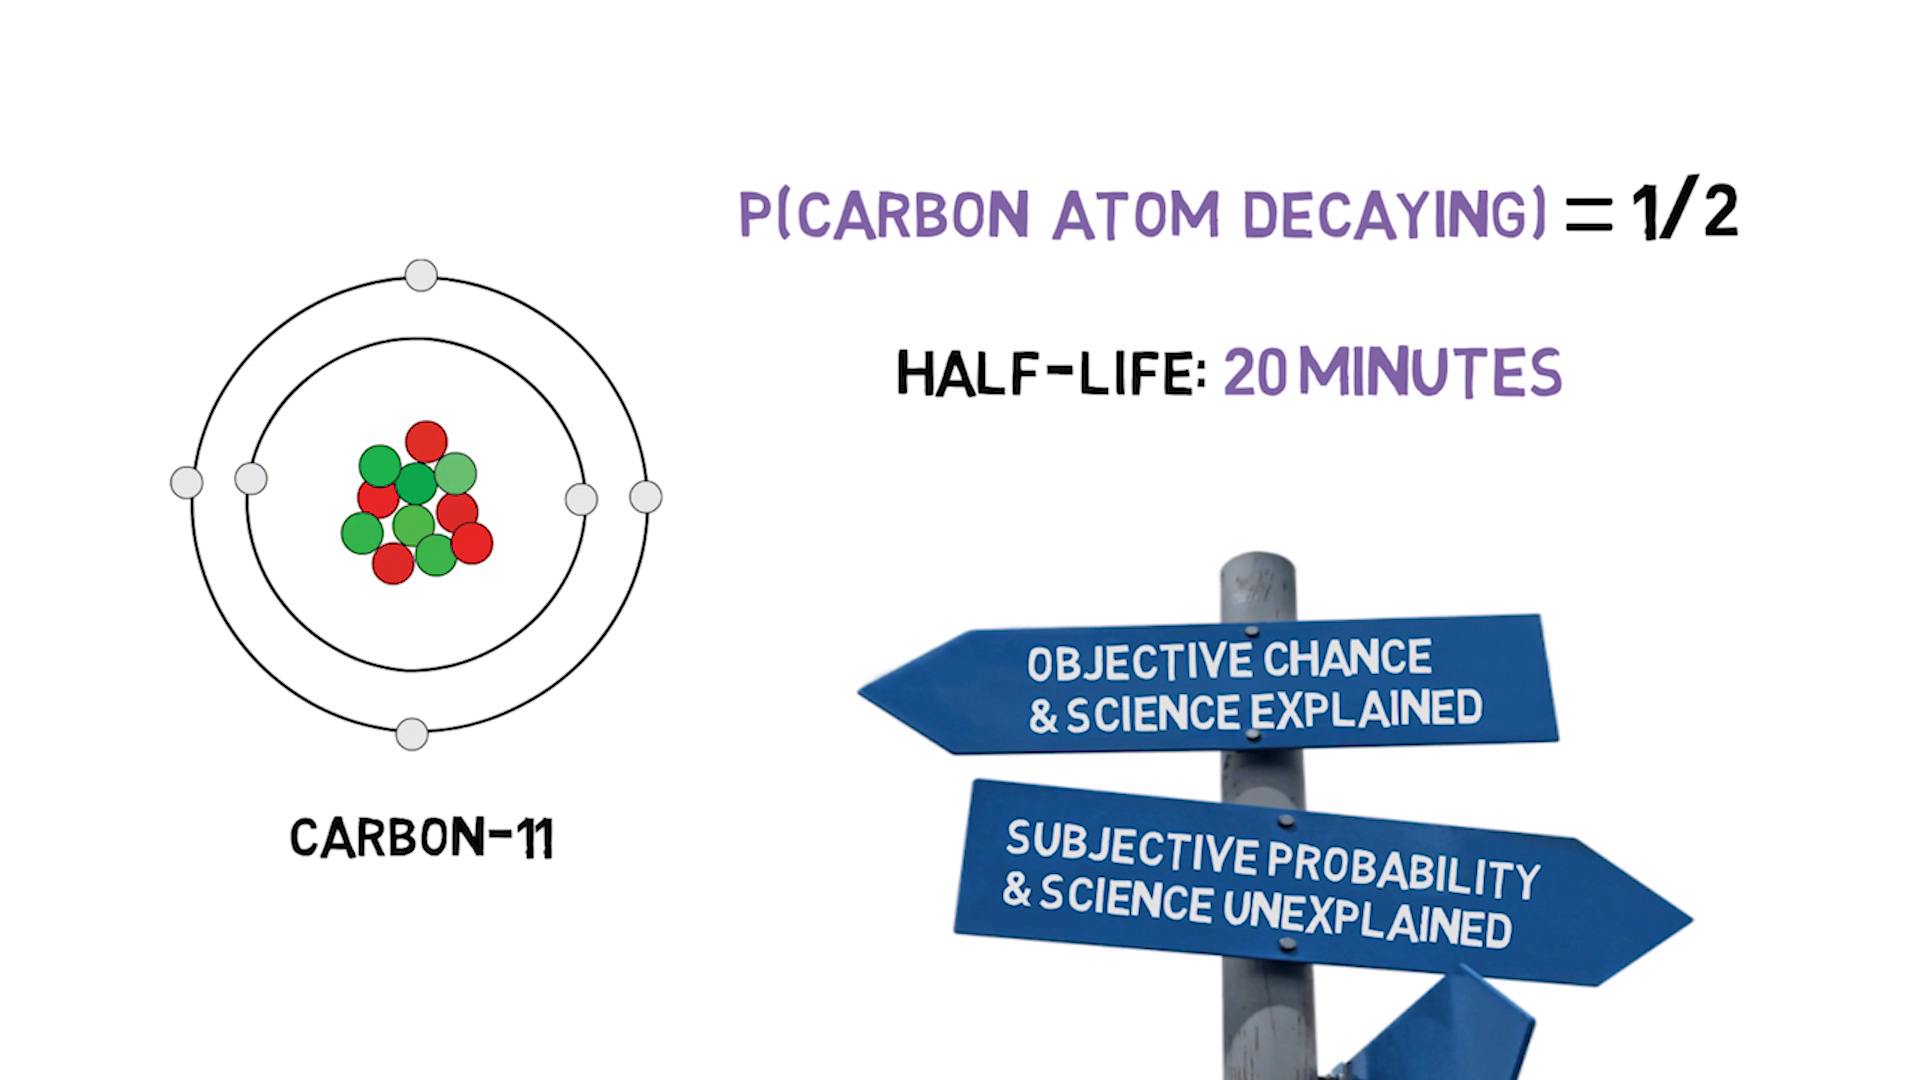 P(CARBON ATOM DECAYING) = 1/2
HALF-LIFE: 20 MINUTES
OBJECTIVE CHANCE
& SCIENCE EXPLAINED
SUBJECTIVE PROBABILITY
& SCIENCE UNEXPLAINED
CARBON-11